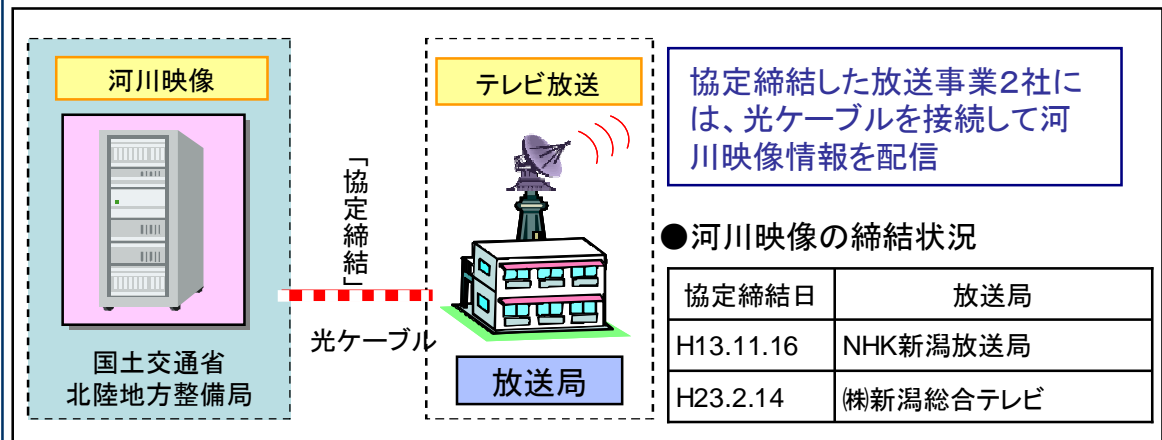 河川映像
国土交通省
北陸地方整備局
「協定締結」
光ケーブル
テレビ放送
放送局
協定締結した放送事業2社に
は、光ケーブルを接続して河
川映像情報を配信
●河川映像の締結状況
協定締結日 放送局
H13.11.16 NHK新潟放送局
H23.2.14 ㈱新潟総合テレビ